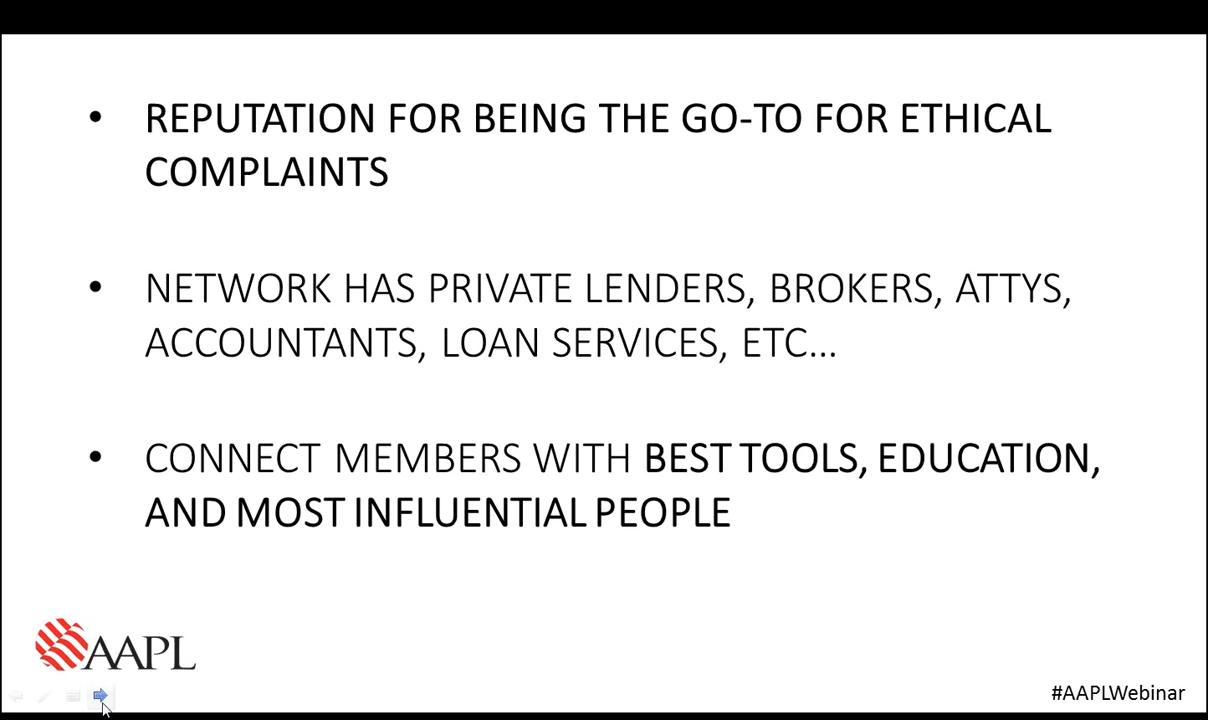 • REPUTATION FOR BEING THE GO-TO FOR ETHICAL
COMPLAINTS
• NETWORK HAS PRIVATE LENDERS, BROKERS, ATTYS,
ACCOUNTANTS, LOAN SERVICES, ETC...
• CONNECT MEMBERS WITH BEST TOOLS, EDUCATION,
AND MOST INFLUENTIAL PEOPLE
AAPL
#AAPLWebinar